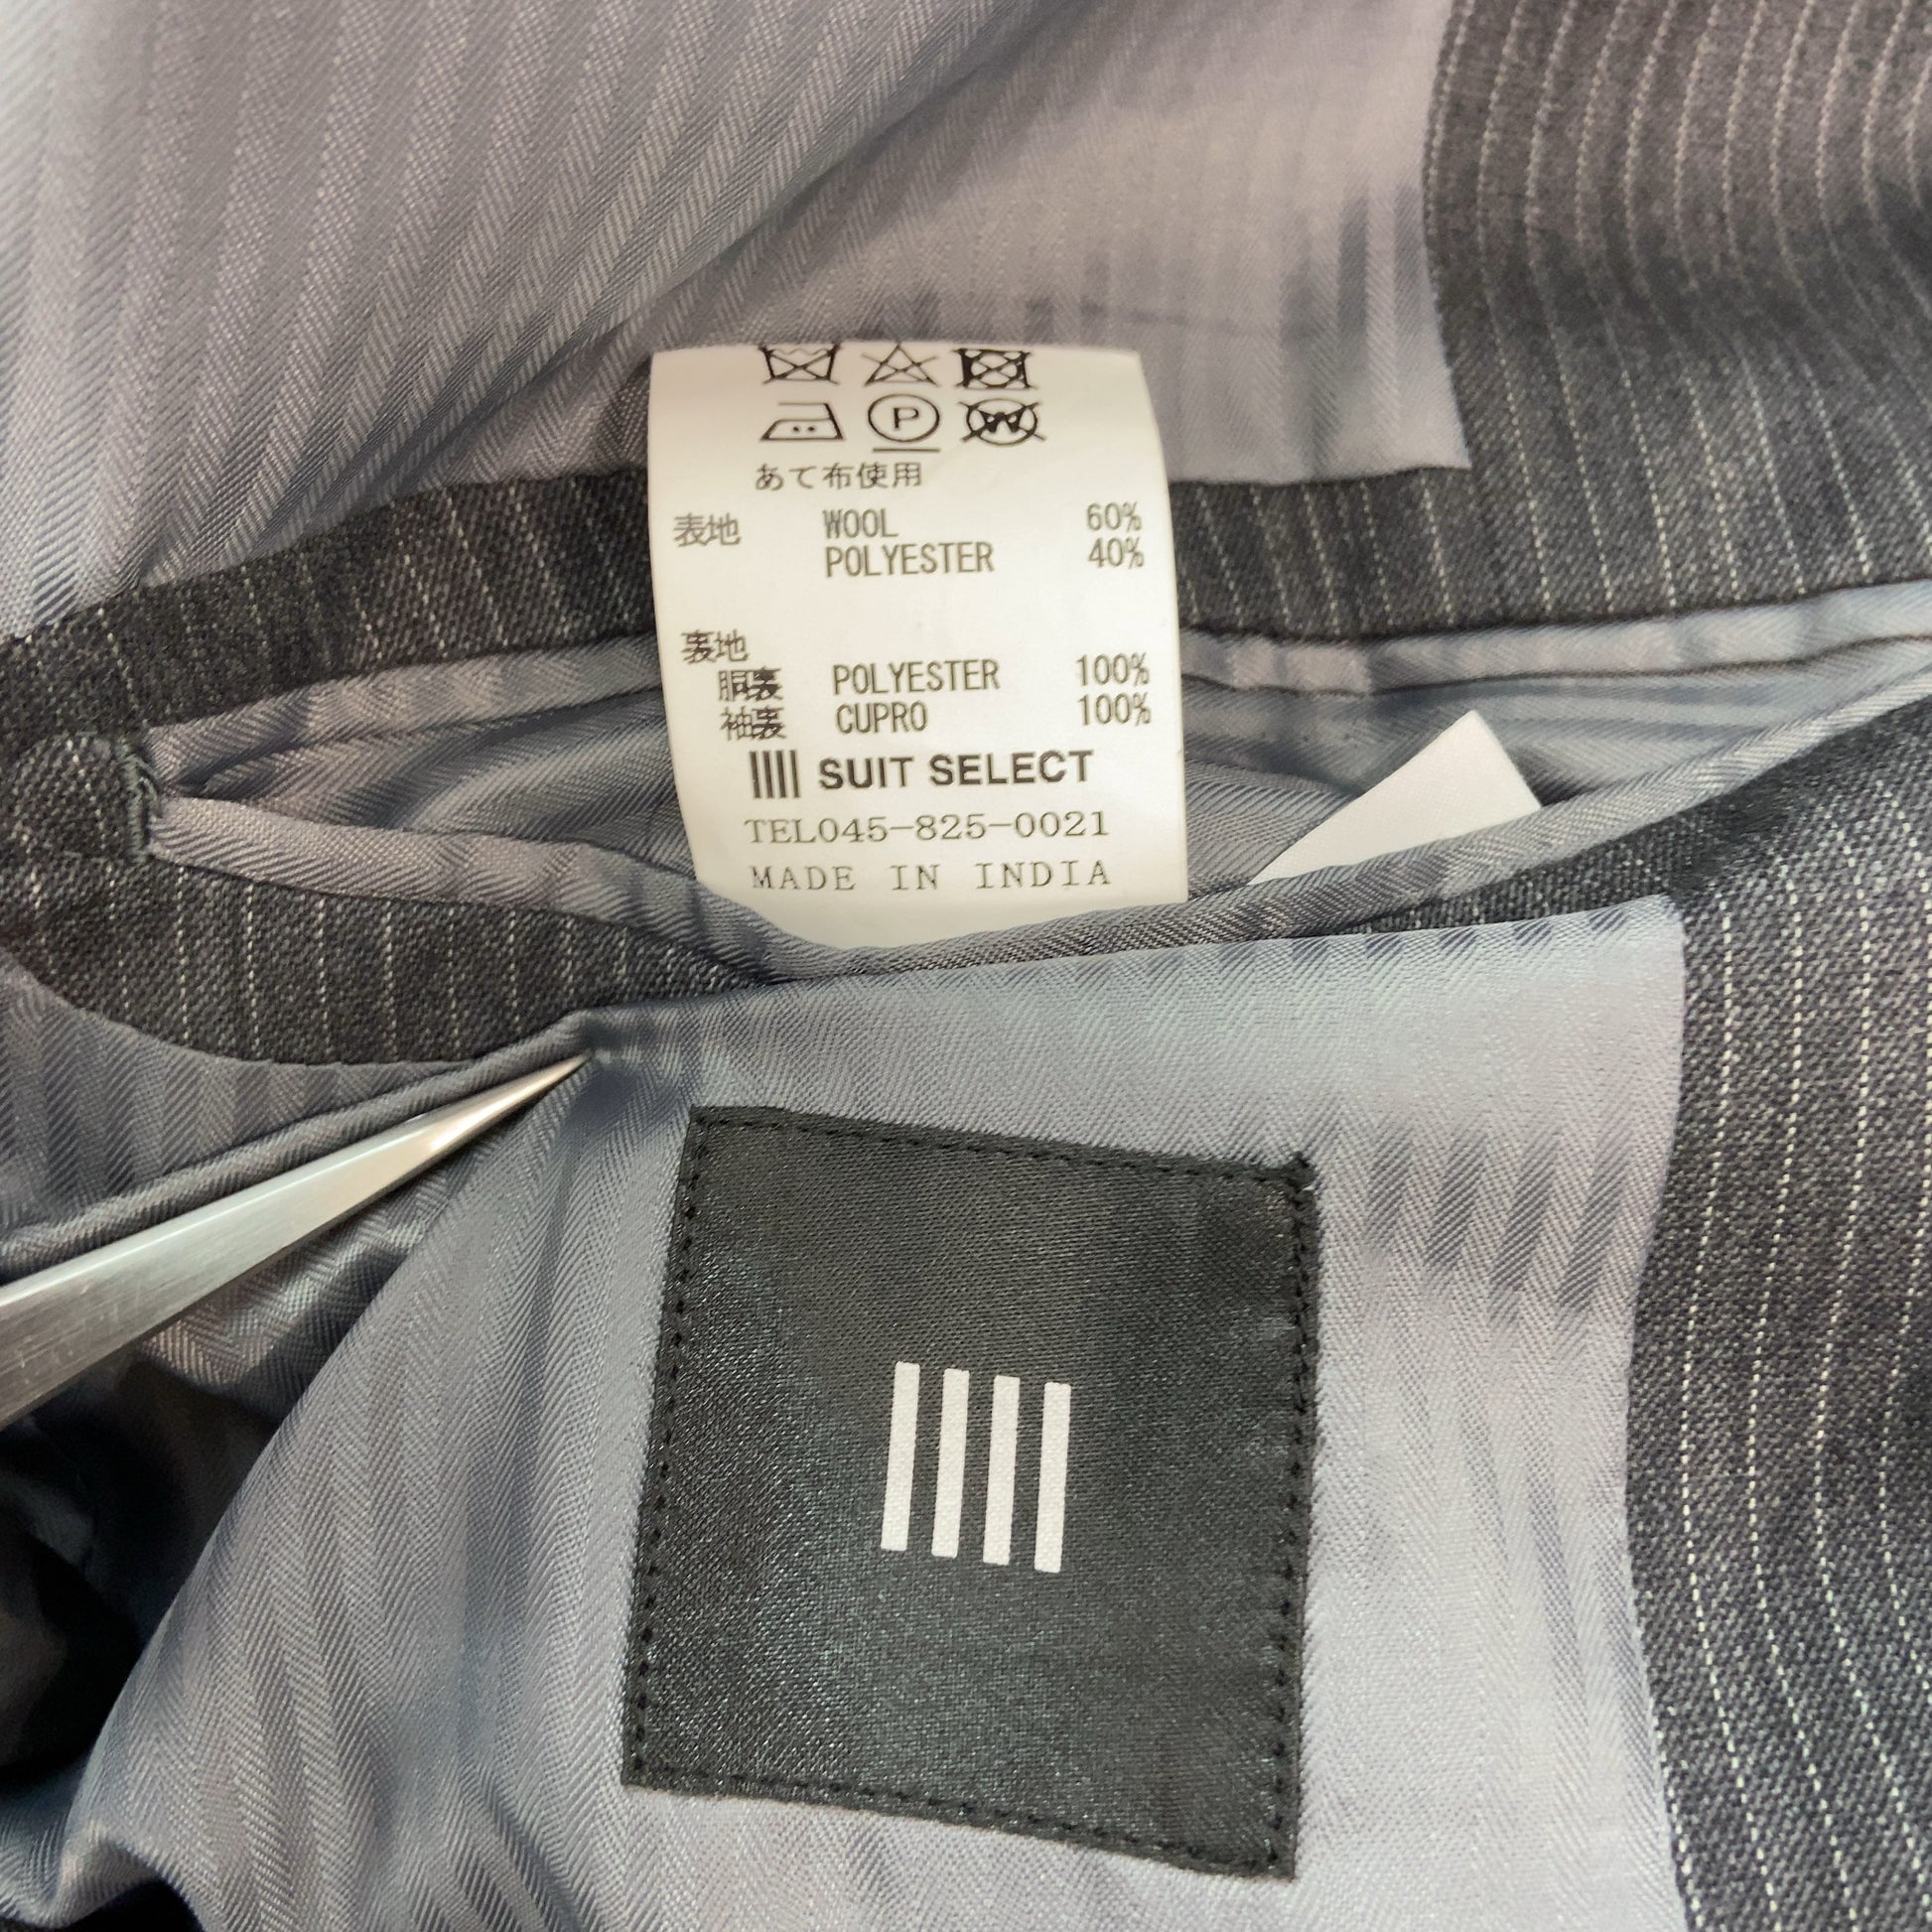 P
W
あて布使用
表地 WOOL 60%
POLYESTER 40%
裏地
胴裏 POLYESTER 100%
袖裏 CUPRO 100%
SUIT SELECT
TEL045-825-0021
MADE IN INDIA